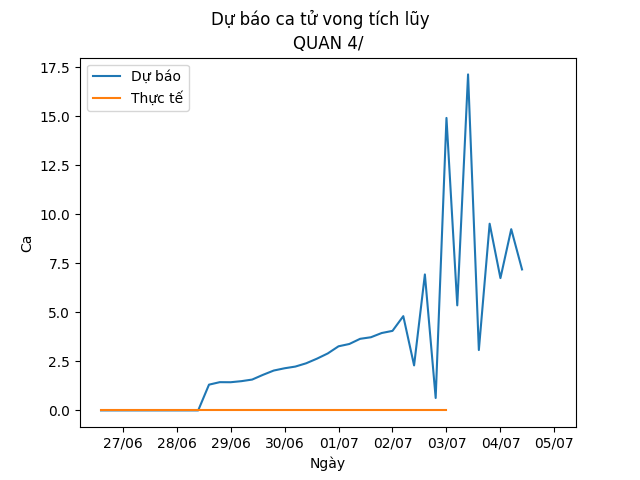 Dự báo ca tử vong tích lũy
QUAN 4/
Dự báo
Thực tế
17.5
15.0
12.5
10.0
7.5
5.0
2.5
0.0
Ca
27/06 28/06 29/06 30/06 01/07 02/07 03/07 04/07 05/07
Ngày